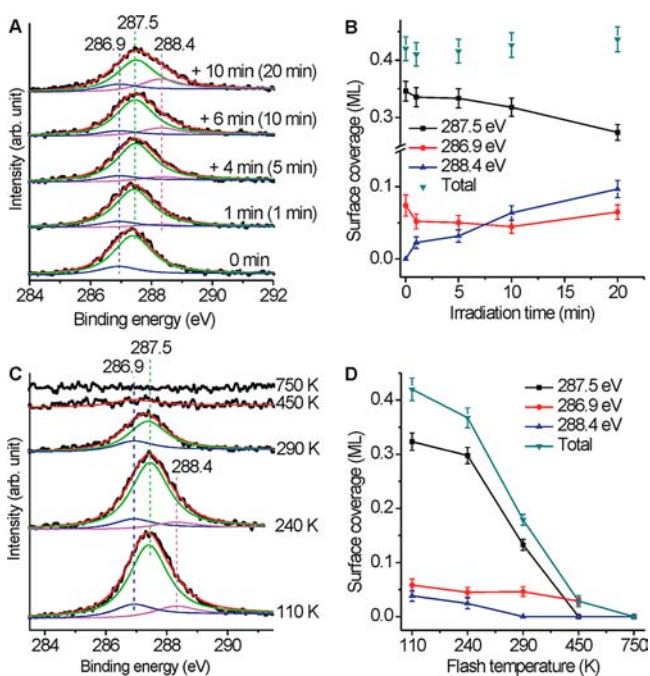 A
287.5
286.9
288.4
+ 10 min (20 min)
+ 6 min (10 min)
+ 4 min (5 min)
1 min (1 min)
0 min
Intensity (arb. unit)
284 286 288 290 292
Binding energy (eV)
B
0.4
0.3
0.1
0.0
Surface coverage (ML)
287.5 eV
286.9 eV
288.4 eV
Total
0 5 10 15 20
Irradiation time (min)
C
287.5
286.9
750 K
450 K
290 K
288.4
240 K
110 K
Intensity (arb. unit)
284 286 288 290
Binding energy (eV)
D
287.5 eV
286.9 eV
288.4 eV
Total
0.4
0.3
0.2
0.1
0.0
Surface coverage (ML)
110 240 290 450 750
Flash temperature (K)